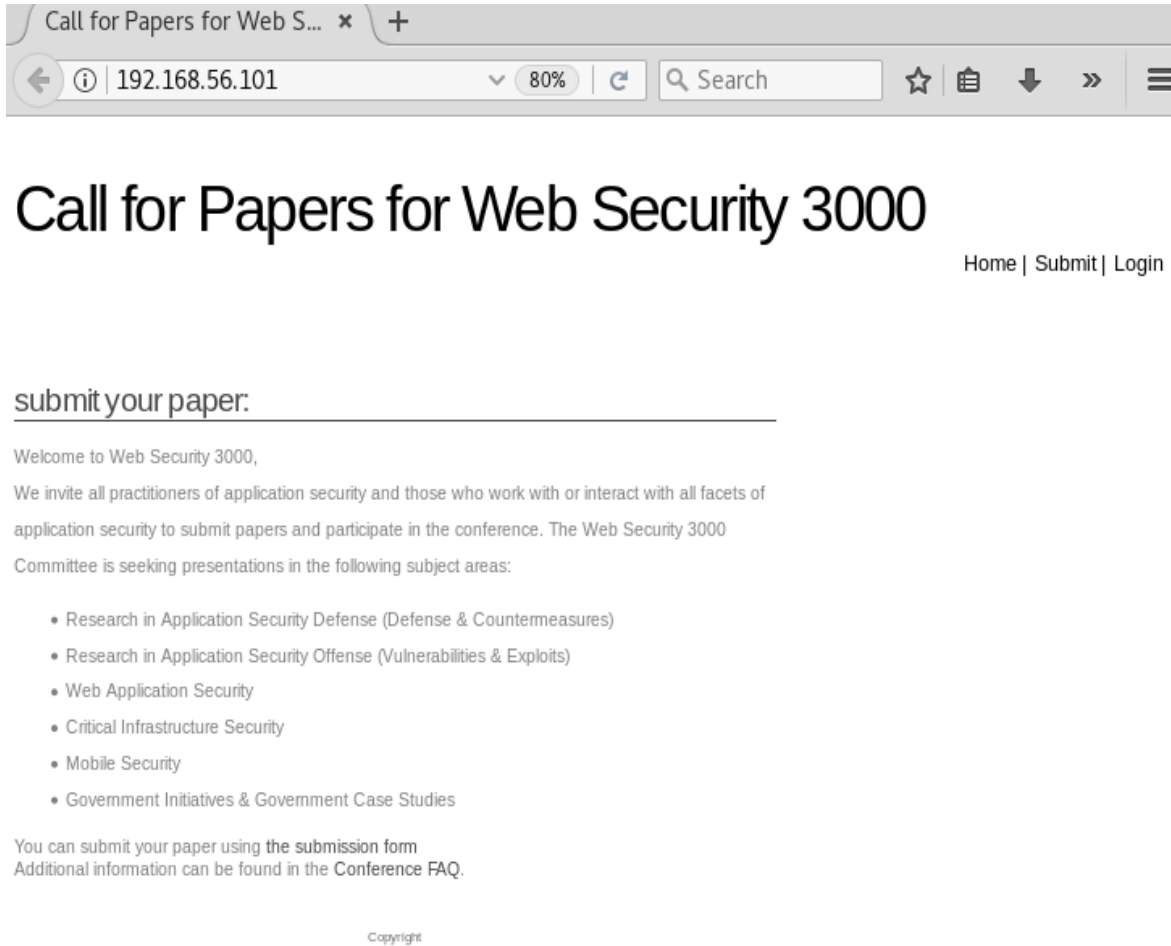 Call for Papers for Web S... ×
+
192.168.56.101
80%
Search
Call for Papers for Web Security 3000
Home | Submit | Login
submit your paper:
Welcome to Web Security 3000,
We invite all practitioners of application security and those who work with or interact with all facets of
application security to submit papers and participate in the conference. The Web Security 3000
Committee is seeking presentations in the following subject areas:
• Research in Application Security Defense (Defense & Countermeasures)
• Research in Application Security Offense (Vulnerabilities & Exploits)
• Web Application Security
• Critical Infrastructure Security
• Mobile Security
• Government Initiatives & Government Case Studies
You can submit your paper using the submission form
Additional information can be found in the Conference FAQ.
Copyright